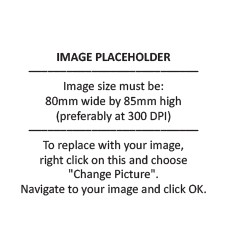 IMAGE PLACEHOLDER
Image size must be:
80mm wide by 85mm high
(preferably at 300 DPI)
To replace with your image,
right click on this and choose
"Change Picture".
Navigate to your image and click OK.